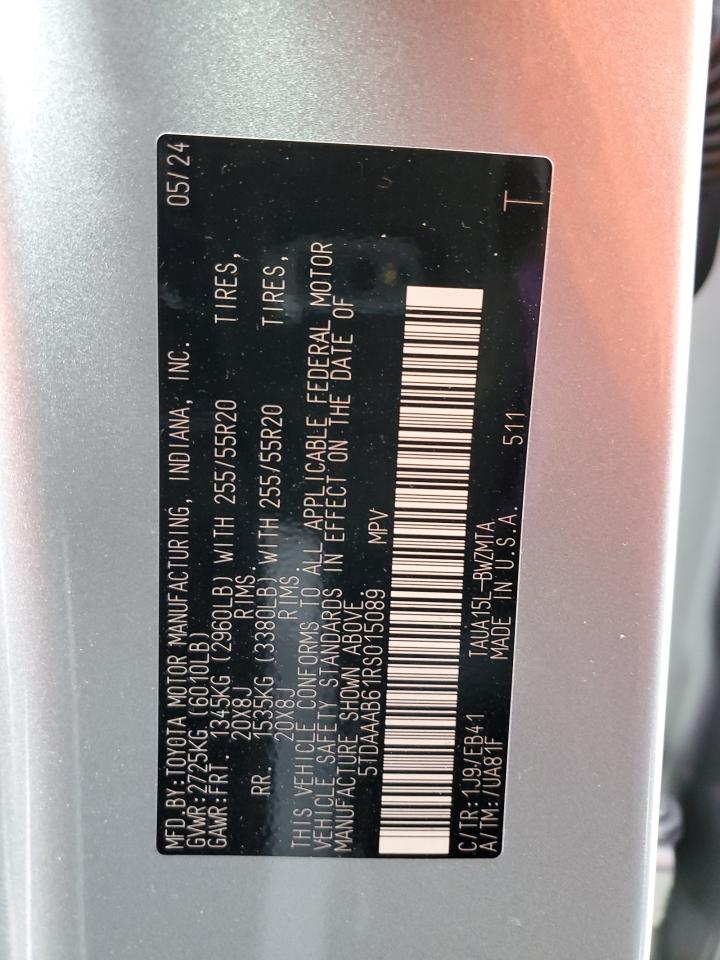 MFD.BY:TOYOTA MOTOR MANUFACTURING, INDIANA, INC. 05/24
GVWR:2725KG (6010LB)
GAWR:FRT. 1345KG (2960LB) WITH 255/55R20 TIRES,
20X8J RIMS
RR. 1535KG (3380LB) WITH 255/55R20 TIRES,
20X8J RIMS
THIS VEHICLE CONFORMS TO ALL APPLICABLE FEDERAL MOTOR
VEHICLE SAFETY STANDARDS IN EFFECT ON THE DATE OF
MANUFACTURE SHOWN ABOVE.
5TDAAAB61RS015089 MPV
C/TR:1J9/EB41 TAUA15L-BWZMTA
A/TM:/UA81F MADE IN U.S.A. 511 T